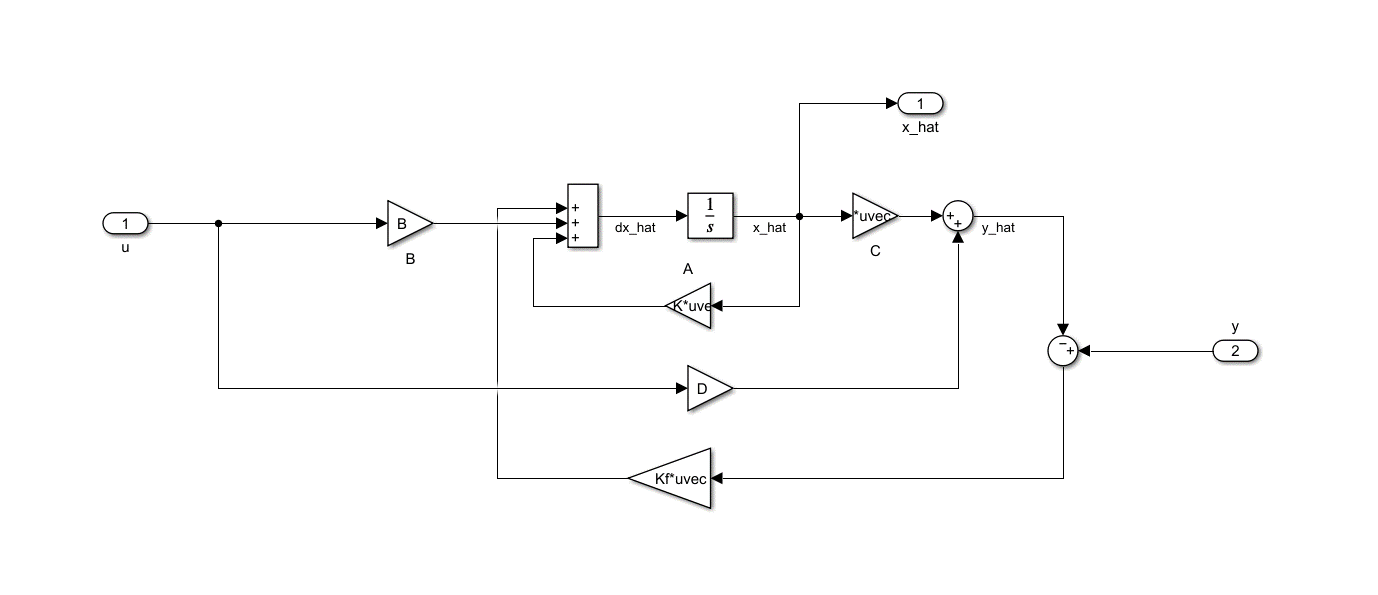 1
x_hat
1
u
B
B
+
+
+
dx_hat
1
s
x_hat
*uvec
C
+
+
y_hat
A
K*uve
y
−
+
2
D
Kf*uvec